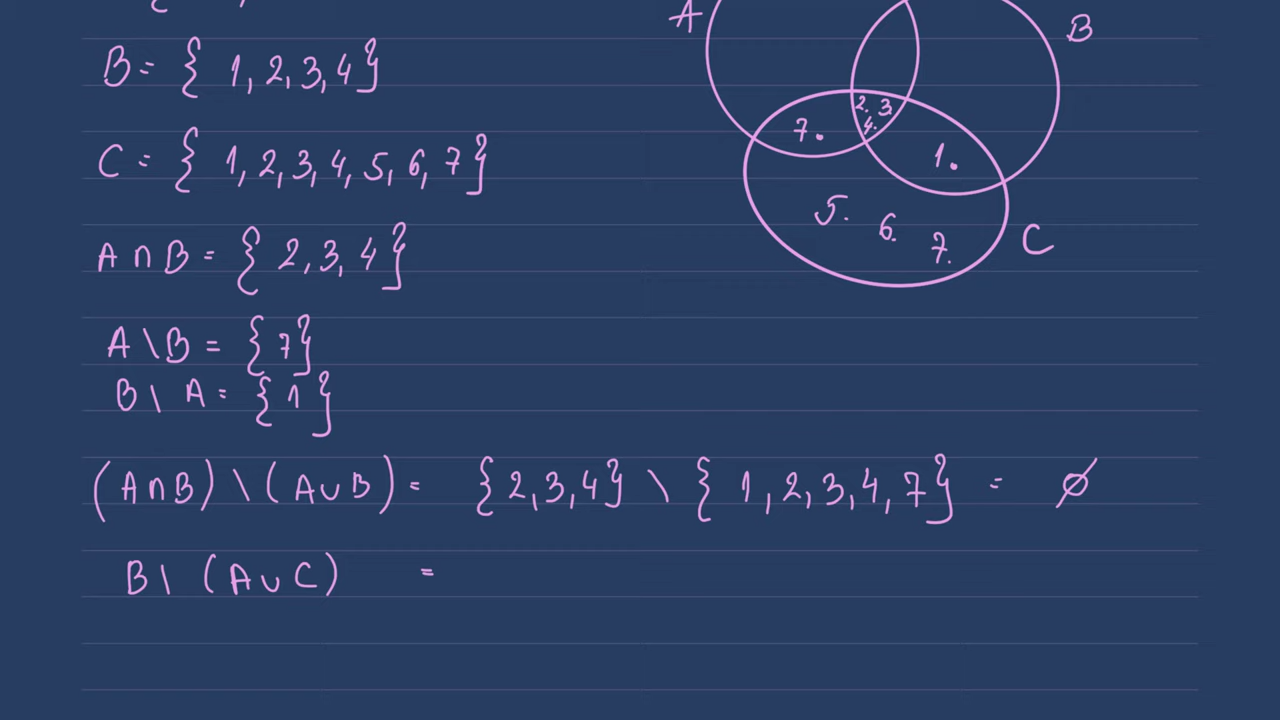 A
B
B = { 1, 2, 3, 4 }
2. 3.
4.
7.
1.
C = { 1, 2, 3, 4, 5, 6, 7 }
5. 6. 7.
C
A ∩ B = { 2, 3, 4 }
A \ B = { 7 }
B \ A = { 1 }
(A∩B) \ (A∪B) = { 2, 3, 4 } \ { 1, 2, 3, 4, 7 } = ∅
B \ (A∪C) =